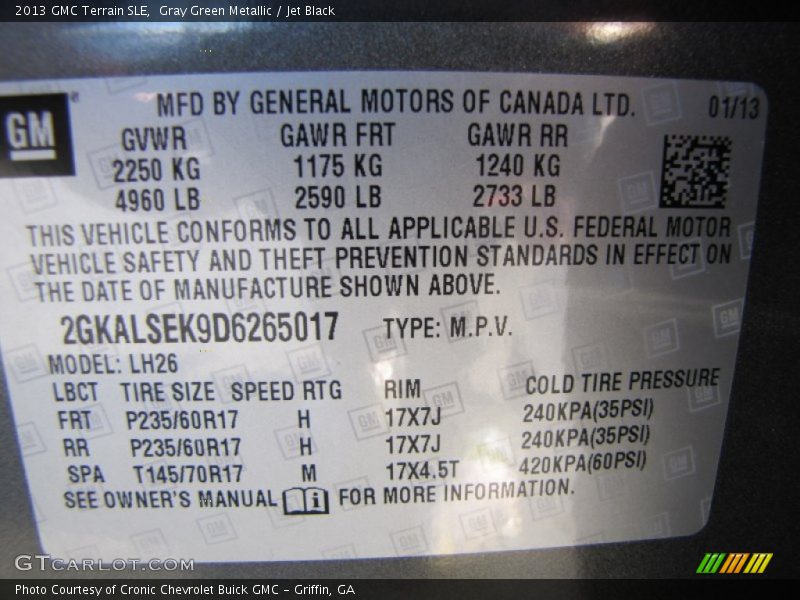 2013 GMC Terrain SLE,  Gray Green Metallic / Jet Black
GM
MFD BY GENERAL MOTORS OF CANADA LTD.
01/13
GVWR GAWR FRT GAWR RR
2250 KG 1175 KG 1240 KG
4960 LB 2590 LB 2733 LB
THIS VEHICLE CONFORMS TO ALL APPLICABLE U.S. FEDERAL MOTOR
VEHICLE SAFETY AND THEFT PREVENTION STANDARDS IN EFFECT ON
THE DATE OF MANUFACTURE SHOWN ABOVE.
2GKALSEK9D6265017 TYPE: M.P.V.
MODEL: LH26
LBCT TIRE SIZE SPEED RTG RIM COLD TIRE PRESSURE
FRT P235/60R17 H 17X7J 240KPA(35PSI)
RR P235/60R17 H 17X7J 240KPA(35PSI)
SPA T145/70R17 M 17X4.5T 420KPA(60PSI)
SEE OWNER'S MANUAL i FOR MORE INFORMATION.
GTCARLOT.COM
Photo Courtesy of Cronic Chevrolet Buick GMC – Griffin, GA